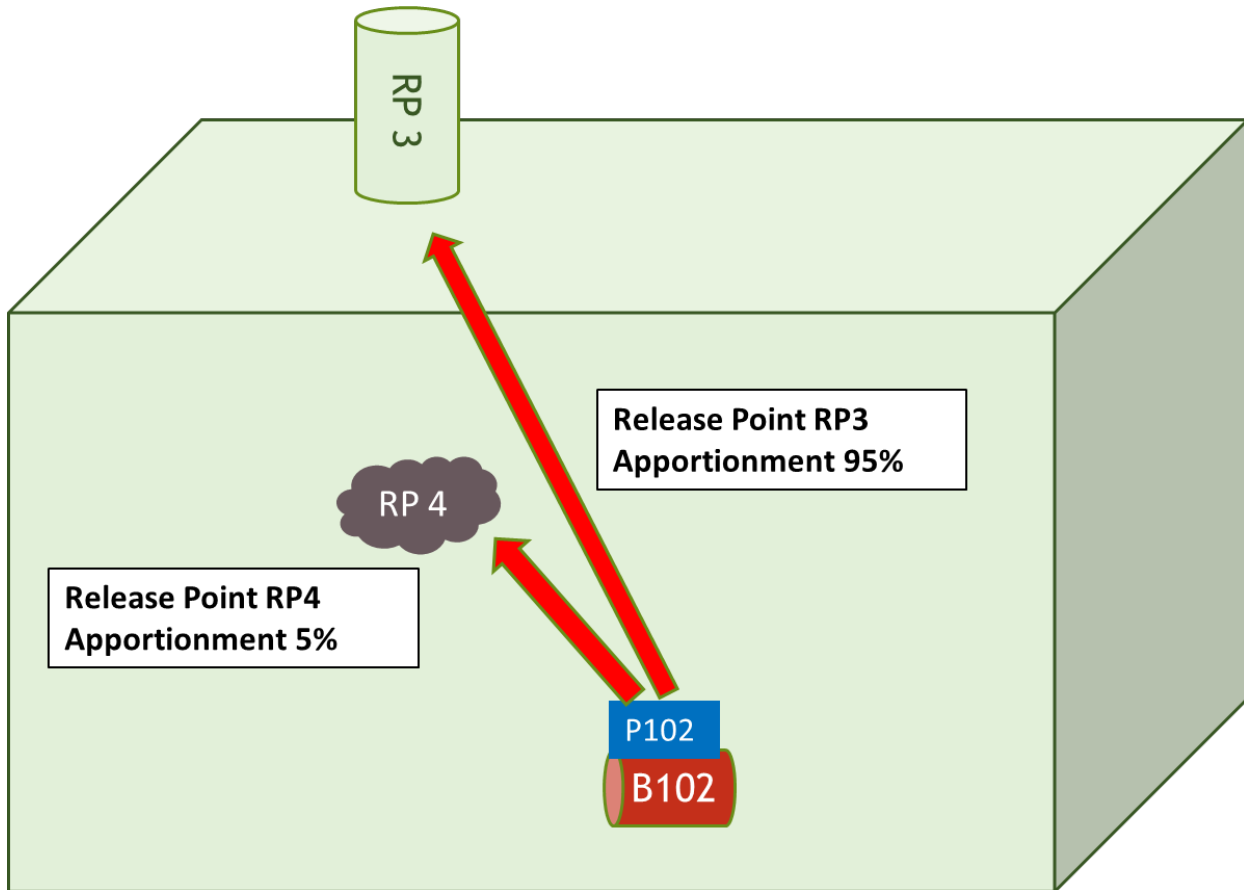 RP 3
Release Point RP3
Apportionment 95%
RP 4
Release Point RP4
Apportionment 5%
P102
B102